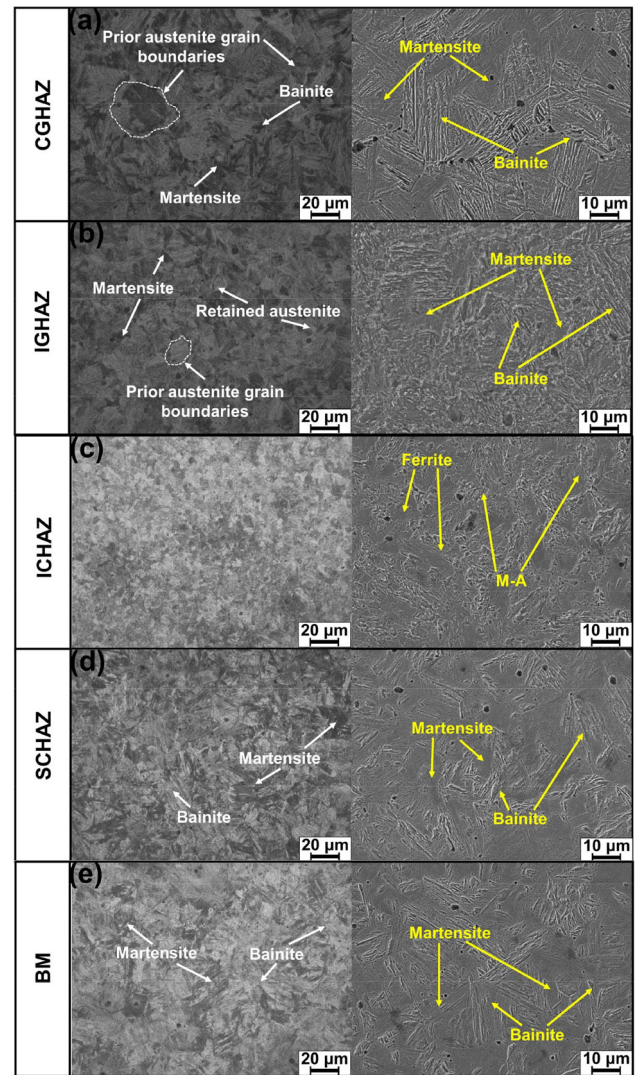 CGHAZ
(a)
Prior austenite grain
boundaries
Bainite
Martensite
20 µm
Martensite
Bainite
10 µm
IGHAZ
(b)
Martensite
Retained austenite
Prior austenite grain
boundaries
20 µm
Martensite
Bainite
10 µm
ICHAZ
(c)
20 µm
Ferrite
M-A
10 µm
SCHAZ
(d)
Martensite
Bainite
20 µm
Martensite
Bainite
10 µm
BM
(e)
Martensite
Bainite
20 µm
Martensite
Bainite
10 µm